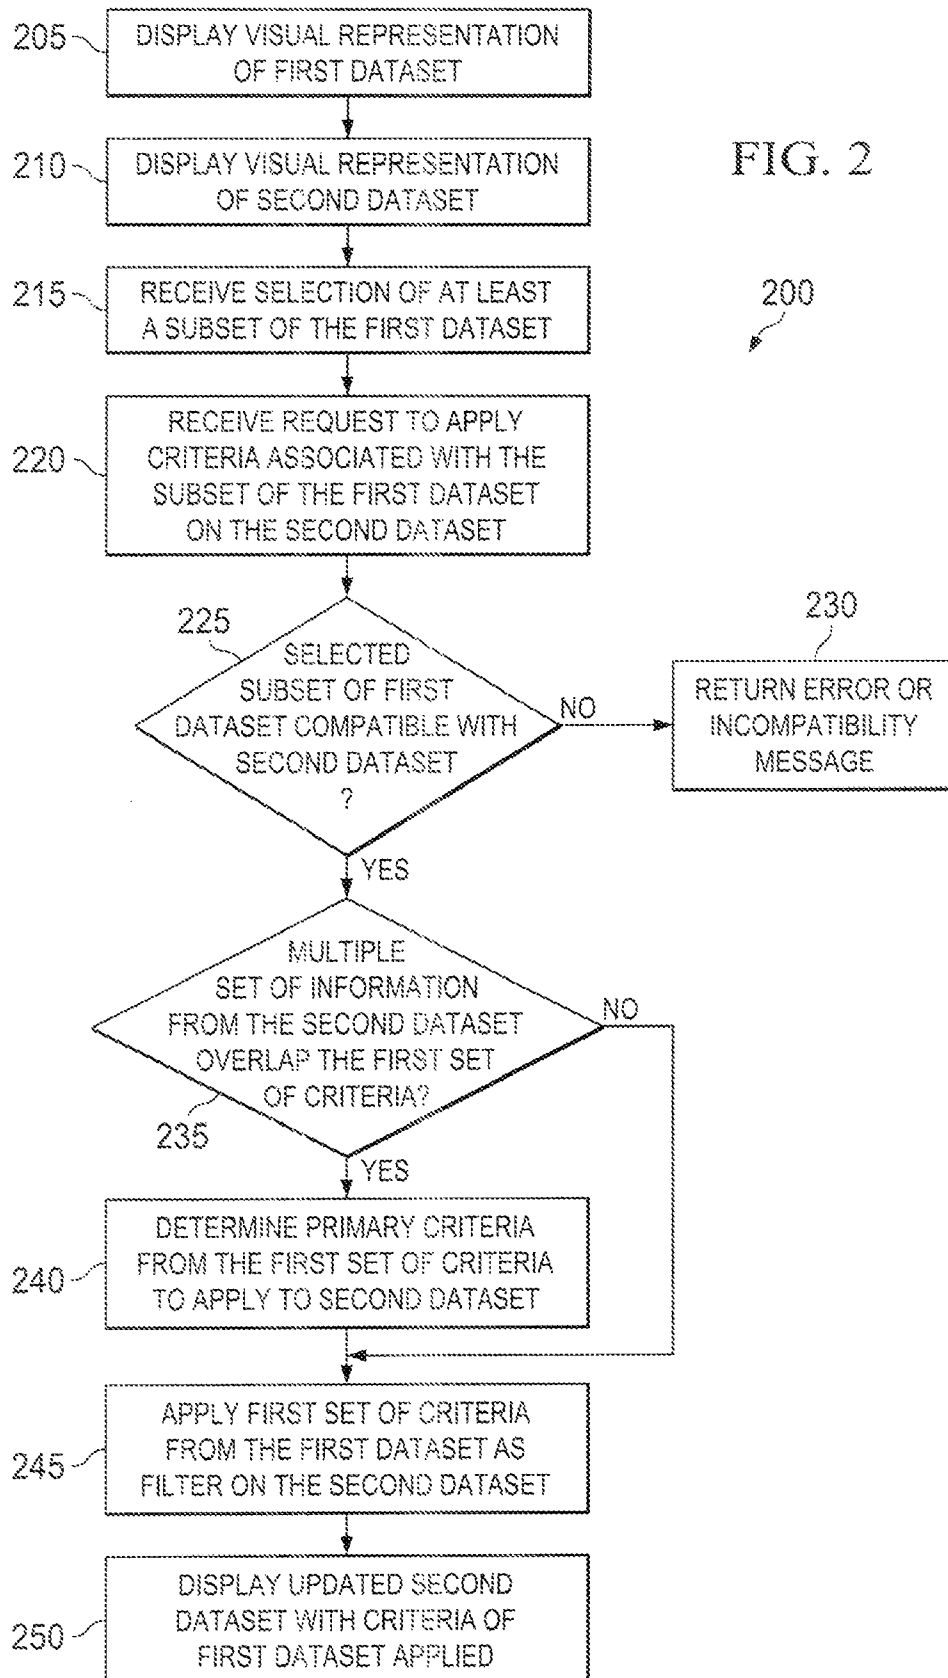 205
DISPLAY VISUAL REPRESENTATION
OF FIRST DATASET
210
DISPLAY VISUAL REPRESENTATION
OF SECOND DATASET
FIG. 2
215
RECEIVE SELECTION OF AT LEAST
A SUBSET OF THE FIRST DATASET
200
220
RECEIVE REQUEST TO APPLY
CRITERIA ASSOCIATED WITH THE
SUBSET OF THE FIRST DATASET
ON THE SECOND DATASET
225
SELECTED
SUBSET OF FIRST
DATASET COMPATIBLE WITH
SECOND DATASET
?
NO
230
RETURN ERROR OR
INCOMPATIBILITY
MESSAGE
YES
MULTIPLE
SET OF INFORMATION
FROM THE SECOND DATASET
OVERLAP THE FIRST SET
OF CRITERIA?
NO
235
YES
240
DETERMINE PRIMARY CRITERIA
FROM THE FIRST SET OF CRITERIA
TO APPLY TO SECOND DATASET
245
APPLY FIRST SET OF CRITERIA
FROM THE FIRST DATASET AS
FILTER ON THE SECOND DATASET
250
DISPLAY UPDATED SECOND
DATASET WITH CRITERIA OF
FIRST DATASET APPLIED